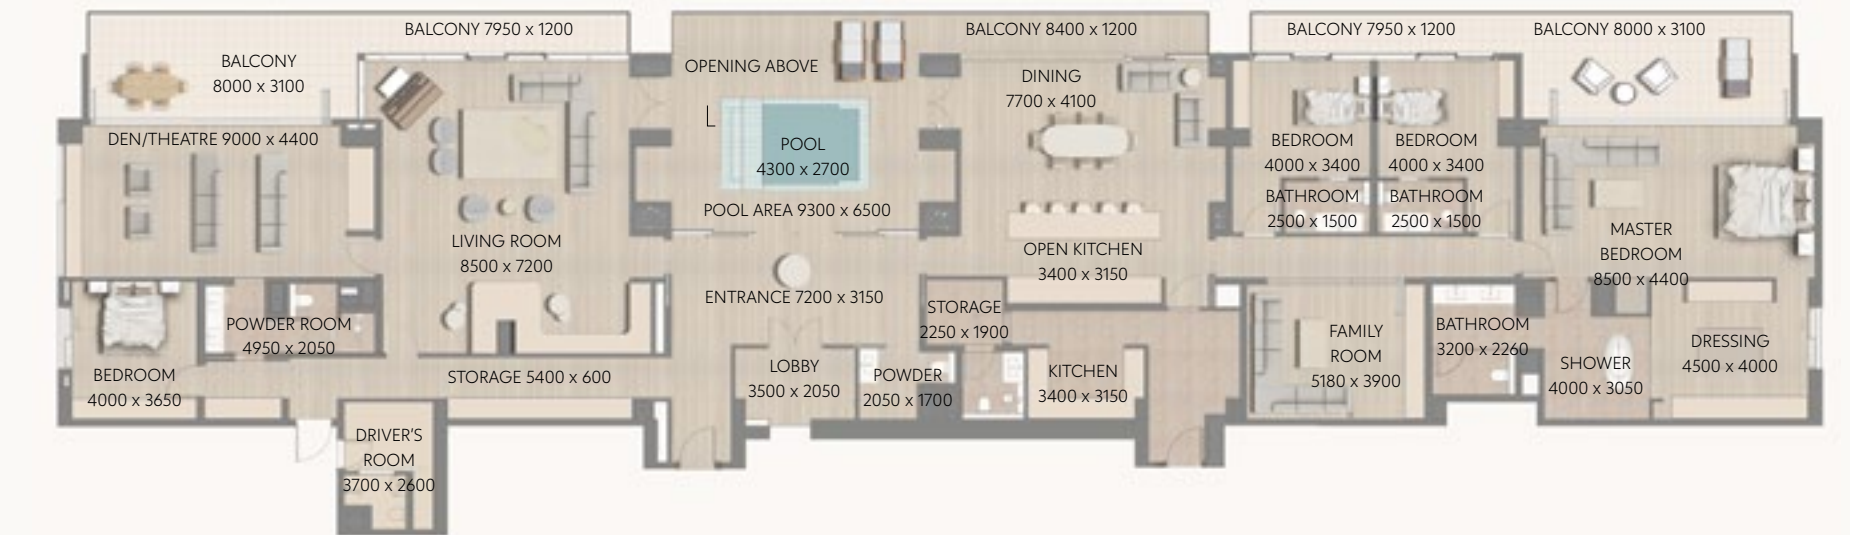 BALCONY 7950 x 1200
BALCONY
8000 x 3100
DEN/THEATRE 9000 x 4400
LIVING ROOM
8500 x 7200
BEDROOM
4000 x 3650
POWDER ROOM
4950 x 2050
STORAGE 5400 x 600
DRIVER'S
ROOM
3700 x 2600
OPENING ABOVE
POOL
4300 x 2700
POOL AREA 9300 x 6500
ENTRANCE 7200 x 3150
LOBBY
3500 x 2050
POWDER
2050 x 1700
BALCONY 8400 x 1200
DINING
7700 x 4100
OPEN KITCHEN
3400 x 3150
STORAGE
2250 x 1900
KITCHEN
3400 x 3150
BALCONY 7950 x 1200
BALCONY 8000 x 3100
BEDROOM
4000 x 3400
BATHROOM
2500 x 1500
BEDROOM
4000 x 3400
BATHROOM
2500 x 1500
MASTER
BEDROOM
8500 x 4400
FAMILY
ROOM
5180 x 3900
BATHROOM
3200 x 2260
SHOWER
4000 x 3050
DRESSING
4500 x 4000